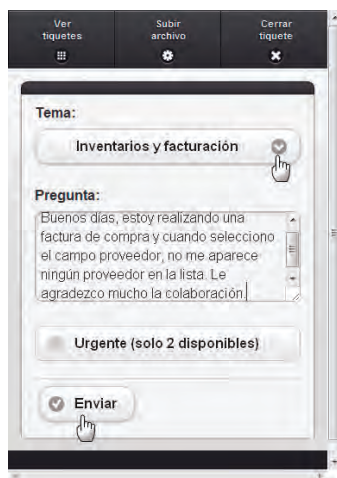 Ver tiquetes
Subir archivo
Cerrar tiquete
Tema:
Inventarios y facturación
Pregunta:
Buenos días, estoy realizando una
factura de compra y cuando selecciono
el campo proveedor, no me aparece
ningún proveedor en la lista. Le
agradezco mucho la colaboración.
Urgente (solo 2 disponibles)
Enviar